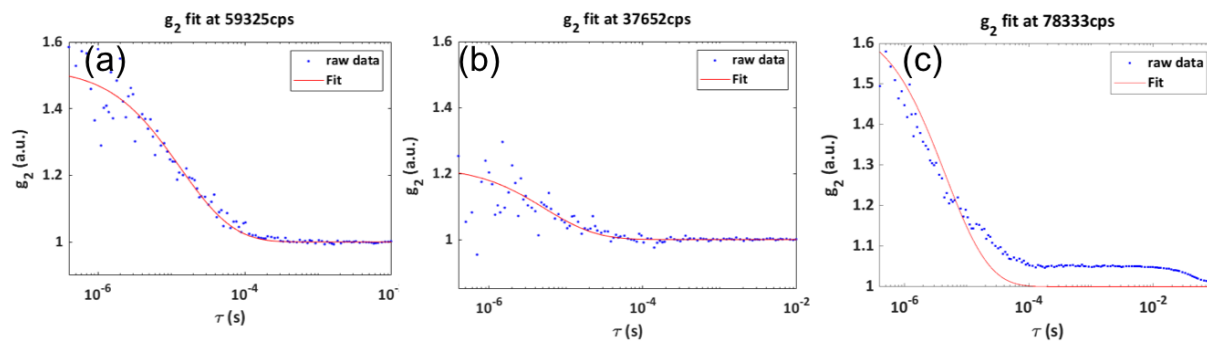 g₂ fit at 59325cps
(a)
raw data
Fit
1.6
1.4
1.2
1
g₂ (a.u.)
10⁻⁶
10⁻⁴
10⁻
τ (s)
g₂ fit at 37652cps
(b)
raw data
Fit
1.6
1.4
1.2
1
g₂ (a.u.)
10⁻⁶
10⁻⁴
10⁻²
τ (s)
g₂ fit at 78333cps
(c)
raw data
Fit
1.6
1.5
1.4
1.3
1.2
1.1
1
g₂ (a.u.)
10⁻⁶
10⁻⁴
10⁻²
τ (s)